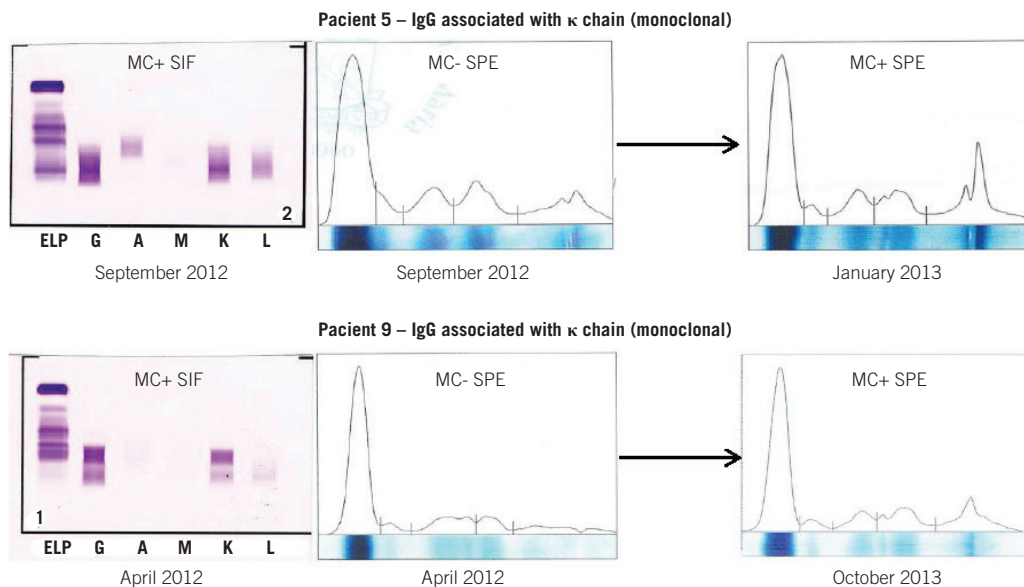 Pacient 5 – IgG associated with κ chain (monoclonal)
MC+ SIF
2
ELP G A M K L
September 2012
MC- SPE
September 2012
MC+ SPE
January 2013
Pacient 9 – IgG associated with κ chain (monoclonal)
MC+ SIF
1
ELP G A M K L
April 2012
MC- SPE
April 2012
MC+ SPE
October 2013